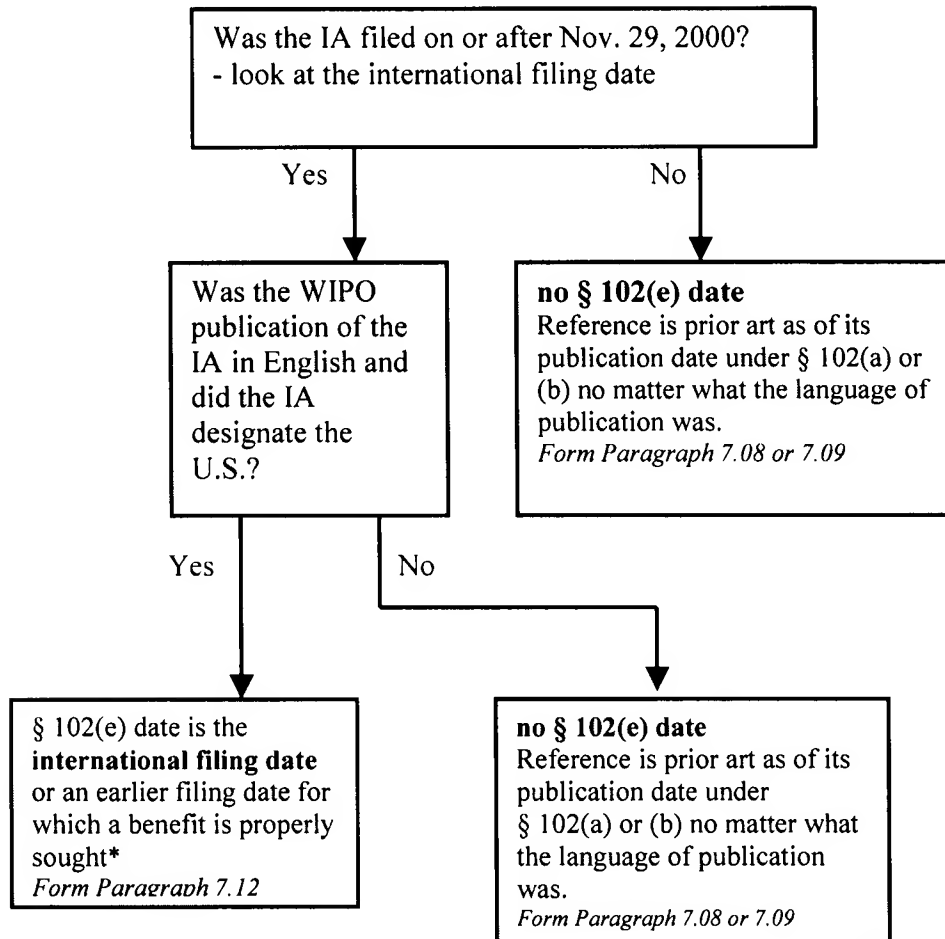 Was the IA filed on or after Nov. 29, 2000?
- look at the international filing date
Yes
No
Was the WIPO
publication of the
IA in English and
did the IA
designate the
U.S.?
no § 102(e) date
Reference is prior art as of its
publication date under § 102(a) or
(b) no matter what the language of
publication was.
Form Paragraph 7.08 or 7.09
Yes
No
§ 102(e) date is the
international filing date
or an earlier filing date for
which a benefit is properly
sought*
Form Paragraph 7.12
no § 102(e) date
Reference is prior art as of its
publication date under
§ 102(a) or (b) no matter what
the language of publication
was.
Form Paragraph 7.08 or 7.09